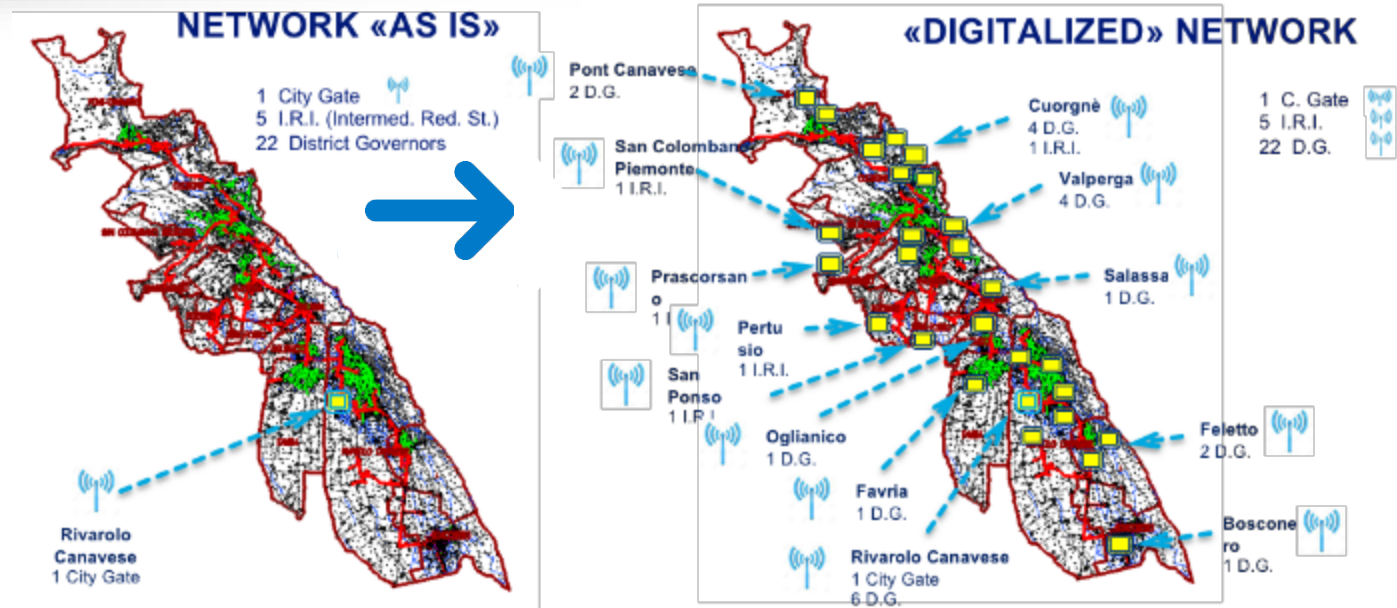 NETWORK «AS IS»
1 City Gate
5 I.R.I. (Intermed. Red. St.)
22 District Governors
Rivarolo
Canavese
1 City Gate
«DIGITALIZED» NETWORK
Pont Canavese
2 D.G.
San Colombano
Piemonte
1 I.R.I.
Prascorsan
o
1 I
Pertu
sio
1 I.R.I.
San
Ponso
1 I.R.I.
Oglianico
1 D.G.
Favria
1 D.G.
Rivarolo Canavese
1 City Gate
6 D.G.
Cuorgnè
4 D.G.
1 I.R.I.
Valperga
4 D.G.
Salassa
1 D.G.
Feletto
2 D.G.
Boscone
ro
1 D.G.
1 C. Gate
5 I.R.I.
22 D.G.